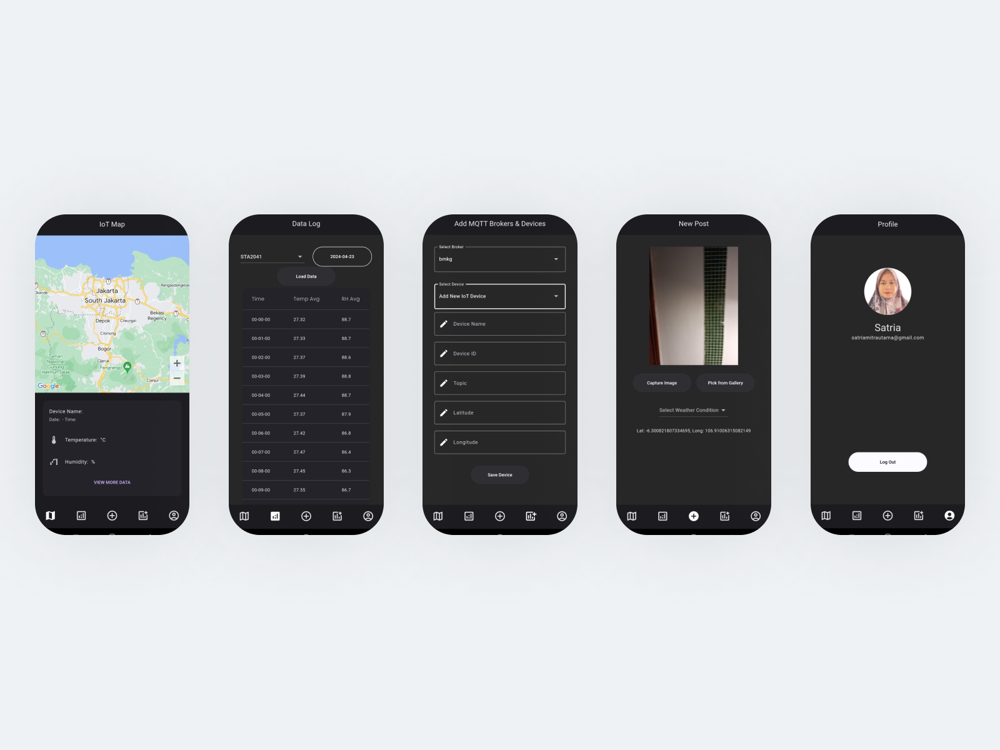 IoT Map
Cikande
Jakarta
South Jakarta
Rengasdengklok
Bekasi
Regency
Depok
Cileungsi
Cibinong
Bogor
Taman
Nasional
Gunung
Halimun Salak
Cijeruk
Pangrango
Cianjur
Google
+
−
Device Name:
Date: - Time:
Temperature: °C
Humidity: %
VIEW MORE DATA
Data Log
STA2041
2024-04-23
Load Data
Time Temp Avg RH Avg
00-00-00 27.32 88.7
00-01-00 27.33 88.7
00-02-00 27.37 88.6
00-03-00 27.39 88.8
00-04-00 27.44 88.7
00-05-00 27.37 87.9
00-06-00 27.42 86.8
00-07-00 27.47 86.4
00-08-00 27.45 86.3
00-09-00 27.55 86.7
Add MQTT Brokers & Devices
Select Broker
bmkg
Select Device
Add New IoT Device
Device Name
Device ID
Topic
Latitude
Longitude
Save Device
New Post
Capture Image
Pick from Gallery
Select Weather Condition
Lat: -6.300821807334695, Long: 106.91006315082149
Profile
Satria
satriamitrautama@gmail.com
Log Out